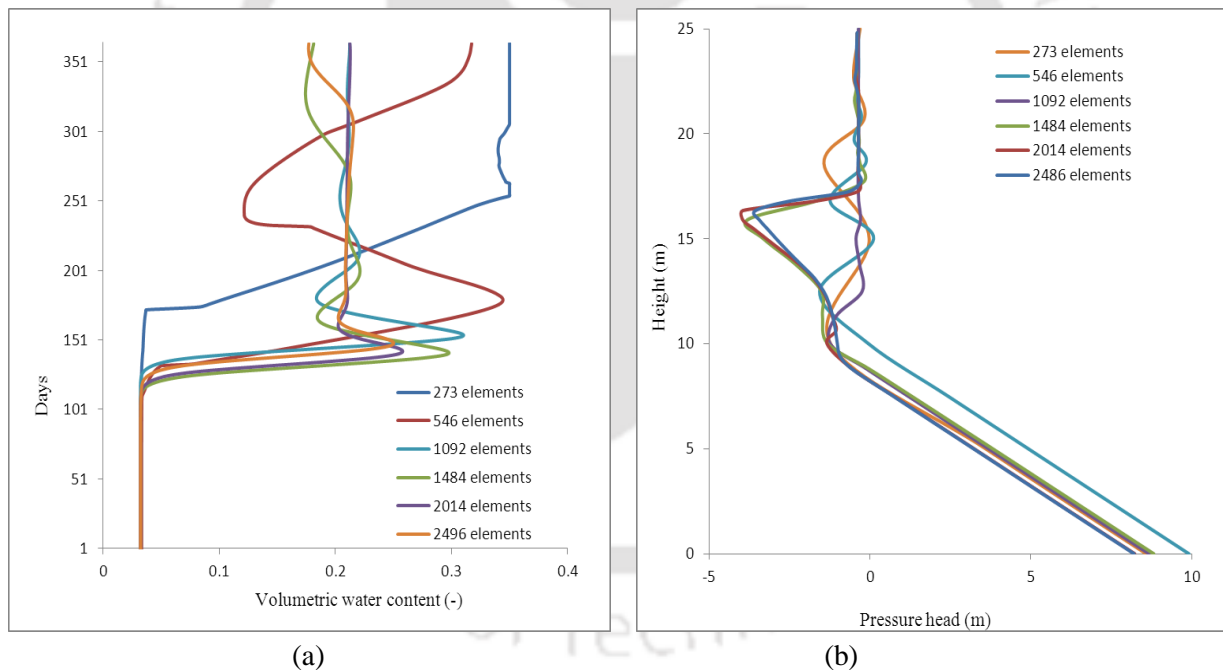 351
301
251
201
151
101
51
1
Days
0
0.1
0.2
0.3
0.4
Volumetric water content (-)
273 elements
546 elements
1092 elements
1484 elements
2014 elements
2496 elements
(a)
25
20
15
10
5
0
Height (m)
-5
0
5
10
Pressure head (m)
273 elements
546 elements
1092 elements
1484 elements
2014 elements
2486 elements
(b)